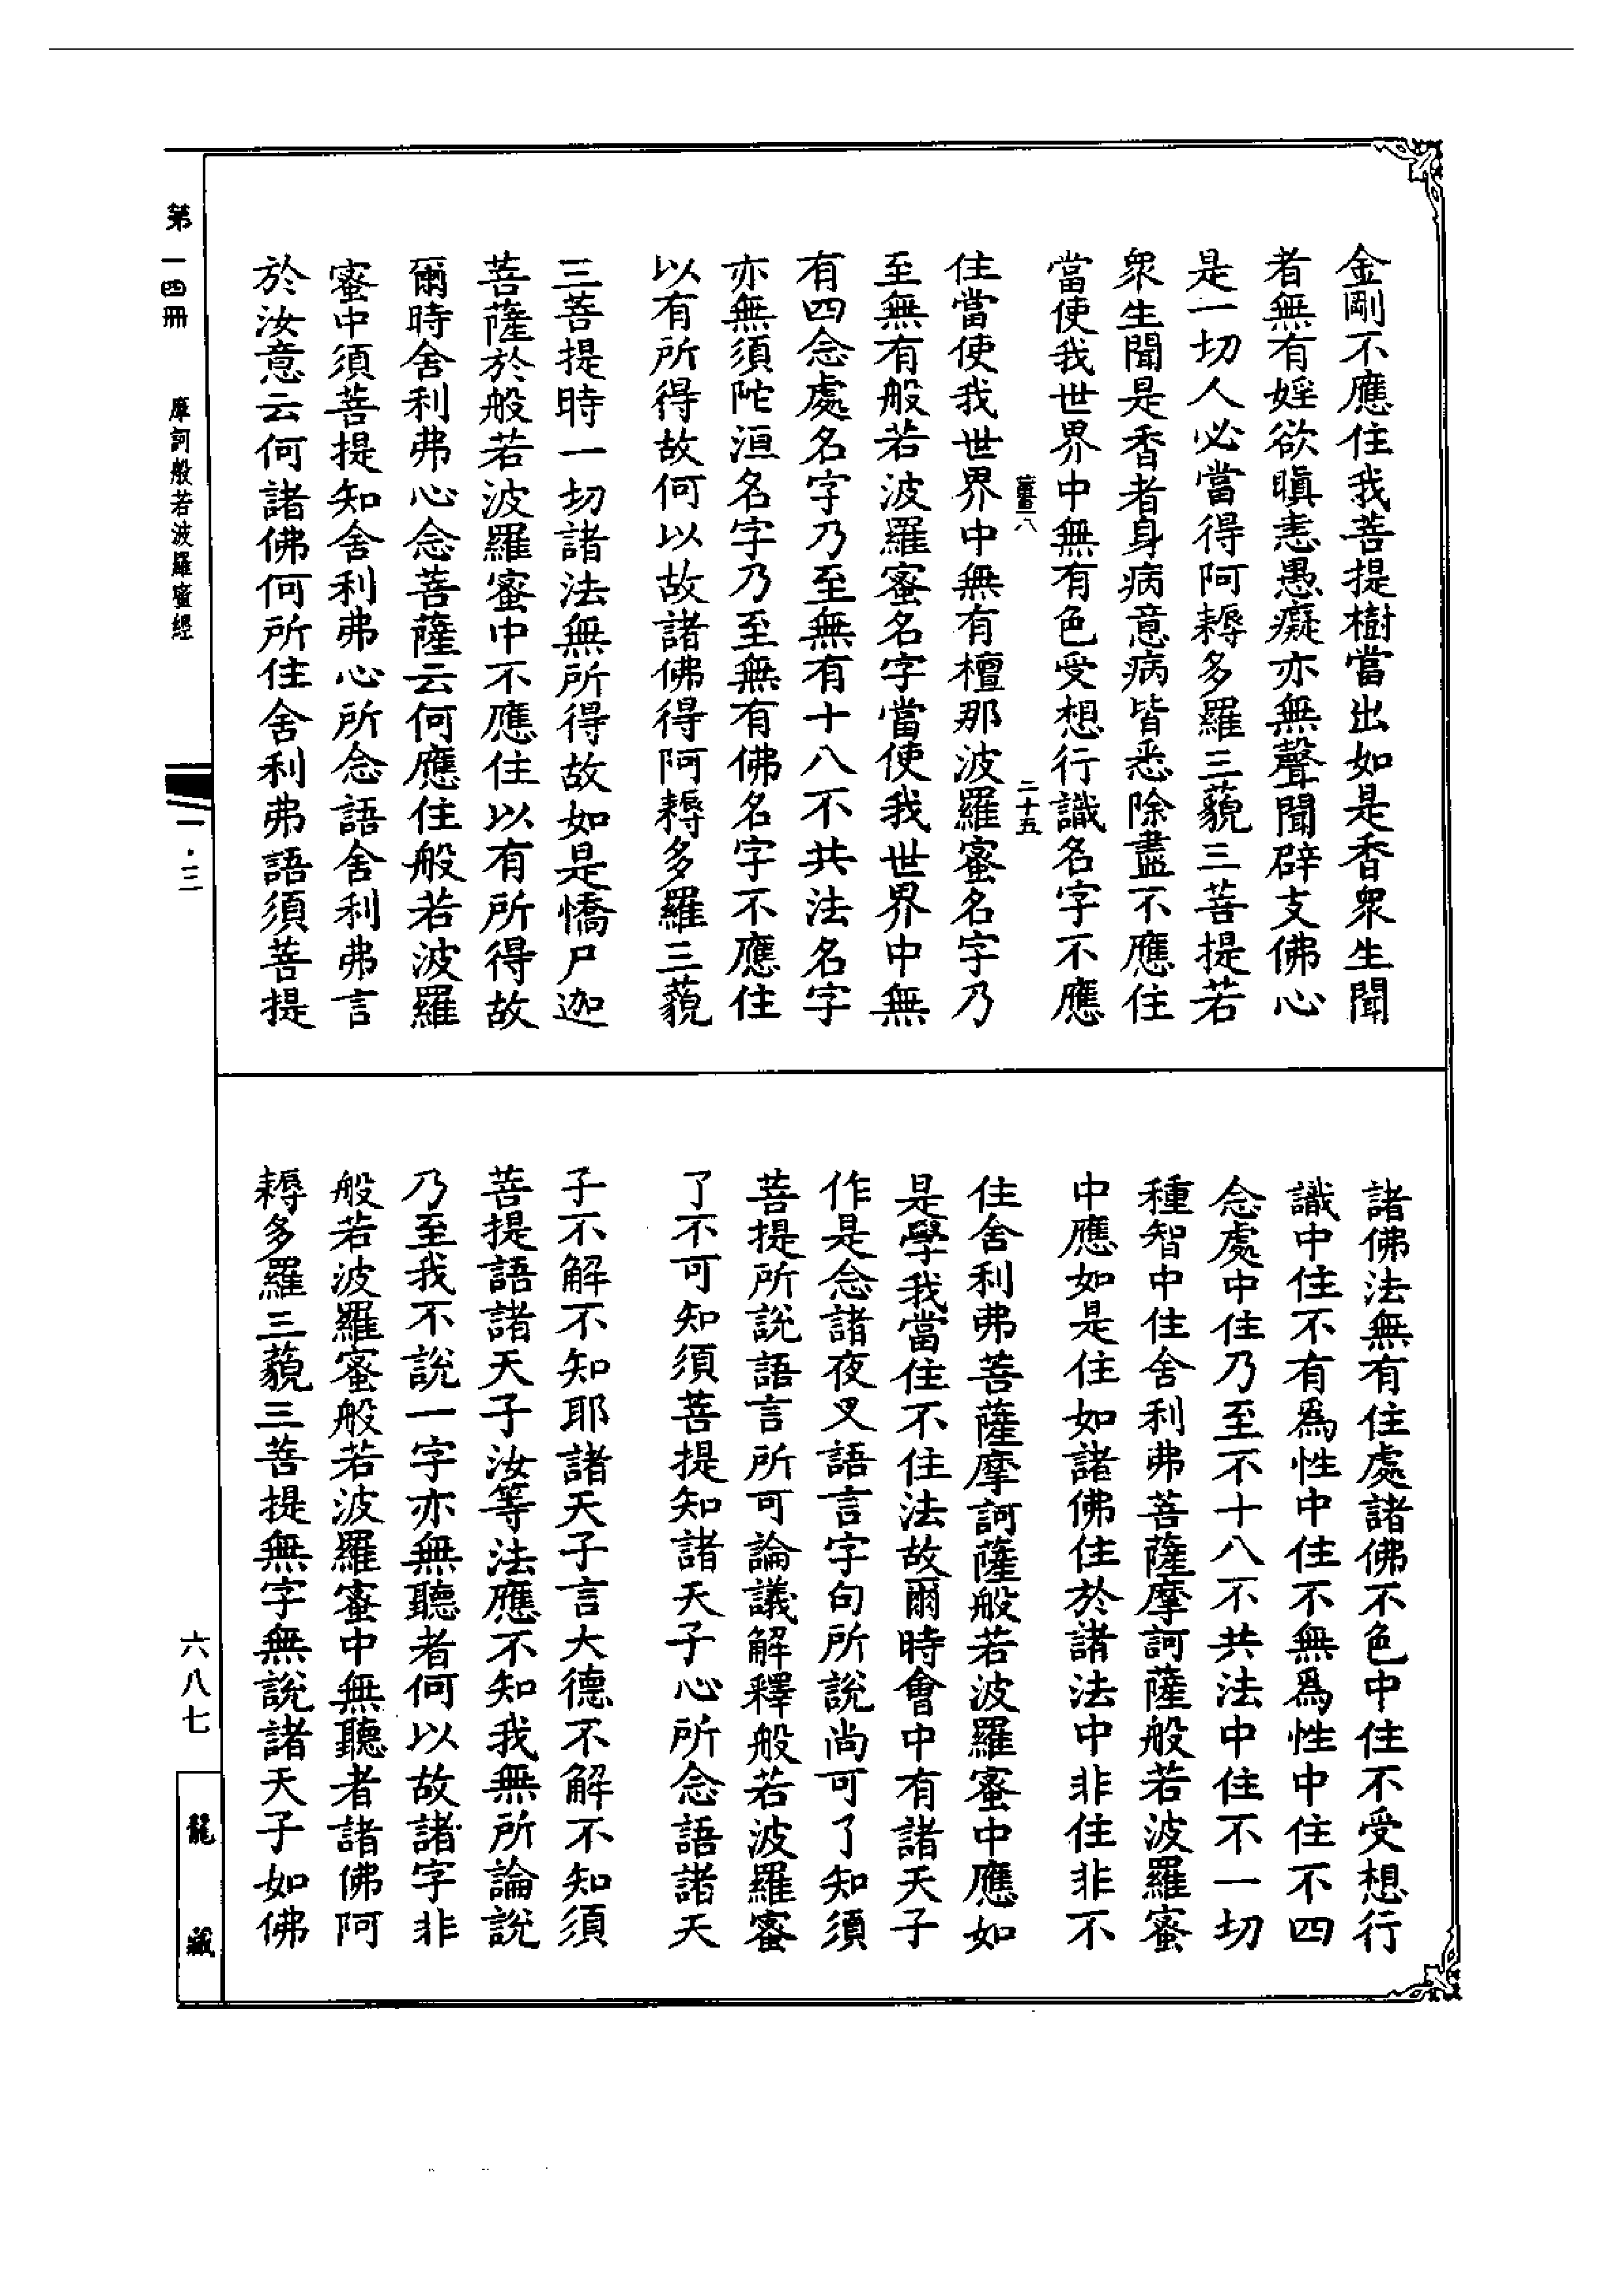 金剛不應住我菩提樹當出如是香衆生聞
者無有婬欲瞋恚愚癡亦無聲聞辟支佛心
是一切人必當得阿耨多羅三藐三菩提若
衆生聞是香者身病意病皆悉除盡不應住
當使我世界中無有色受想行識名字不應
八
二十五
住當使我世界中無有檀那波羅蜜名字乃
至無有般若波羅蜜名字當使我世界中無
有四念處名字乃至無有十八不共法名字
亦無須陀洹名字乃至無有佛名字不應住
以有所得故何以故諸佛得阿耨多羅三藐
三菩提時一切諸法無所得故如是憍尸迦
菩薩於般若波羅蜜中不應住以有所得故
爾時舍利弗心念菩薩云何應住般若波羅
蜜中須菩提知舍利弗心所念語舍利弗言
於汝意云何諸佛何所住舍利弗語須菩提
諸佛法無有住處諸佛不色中住不受想行
識中住不有爲性中住不無爲性中住不四
念處中住乃至不十八不共法中住不一切
種智中住舍利弗菩薩摩訶薩般若波羅蜜
中應如是住如諸佛住於諸法中非住非不
住舍利弗菩薩摩訶薩般若波羅蜜中應如
是學我當住不住法故爾時會中有諸天子
作是念諸夜叉語言字句所說尚可了知須
菩提所說語言所可論議解釋般若波羅蜜
了不可知須菩提知諸天子心所念語諸天
子不解不知耶諸天子言大德不解不知須
菩提語諸天子汝等法應不知我無所論說
乃至我不說一字亦無聽者何以故諸字非
般若波羅蜜般若波羅蜜中無聽者諸佛阿
耨多羅三藐三菩提無字無說諸天子如佛
第一四冊
摩訶般若波羅蜜經
一·三
六八七
龍藏